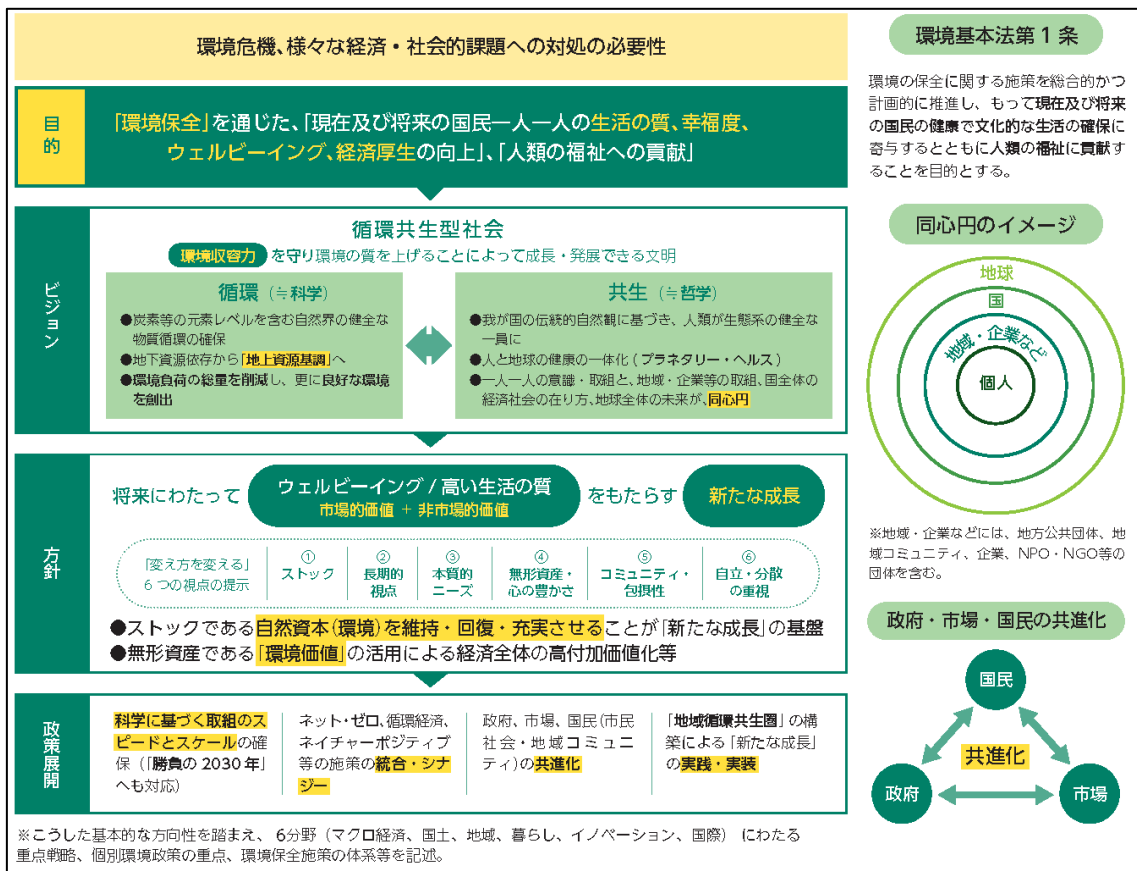 環境危機、様々な経済・社会的課題への対処の必要性
目的
「環境保全」を通じた、「現在及び将来の国民一人一人の生活の質、幸福度、
ウェルビーイング、経済厚生の向上」、「人類の福祉への貢献」
ビジョン
循環共生型社会
環境収容力を守り環境の質を上げることによって成長・発展できる文明
循環（≒科学）
●炭素等の元素レベルを含む自然界の健全な
物質循環の確保
●地下資源依存から「地上資源基調」へ
●環境負荷の総量を削減し、更に良好な環境
を創出
共生（≒哲学）
●我が国の伝統的自然観に基づき、人類が生態系の健全な
一員に
●人と地球の健康の一体化（プラネタリー・ヘルス）
●一人一人の意識・取組と、地域・企業等の取組、国全体の
経済社会の在り方、地球全体の未来が、同心円
方針
将来にわたって
ウェルビーイング / 高い生活の質
市場的価値 + 非市場的価値
をもたらす
新たな成長
「変え方を変える」
6 つの視点の提示
①
ストック
②
長期的
視点
③
本質的
ニーズ
④
無形資産・
心の豊かさ
⑤
コミュニティ・
包摂性
⑥
自立・分散
の重視
●ストックである自然資本（環境）を維持・回復・充実させることが「新たな成長」の基盤
●無形資産である「環境価値」の活用による経済全体の高付加価値化等
政策展開
科学に基づく取組のス
ピードとスケールの確
保（「勝負の 2030 年」
へも対応）
ネット・ゼロ、循環経済、
ネイチャーポジティブ
等の施策の統合・シナ
ジー
政府、市場、国民（市民
社会・地域コミュニ
ティ）の共進化
「地域循環共生圏」の構
築による「新たな成長」
の実践・実装
※こうした基本的な方向性を踏まえ、 6分野（マクロ経済、国土、地域、暮らし、イノベーション、国際） にわたる
重点戦略、個別環境政策の重点、環境保全施策の体系等を記述。
環境基本法第 1 条
環境の保全に関する施策を総合的かつ
計画的に推進し、もって現在及び将来
の国民の健康で文化的な生活の確保に
寄与するとともに人類の福祉に貢献す
ることを目的とする。
同心円のイメージ
地球
国
地域・企業など
個人
※地域・企業などには、地方公共団体、地
域コミュニティ、企業、NPO・NGO等の
団体を含む。
政府・市場・国民の共進化
国民
共進化
政府
市場